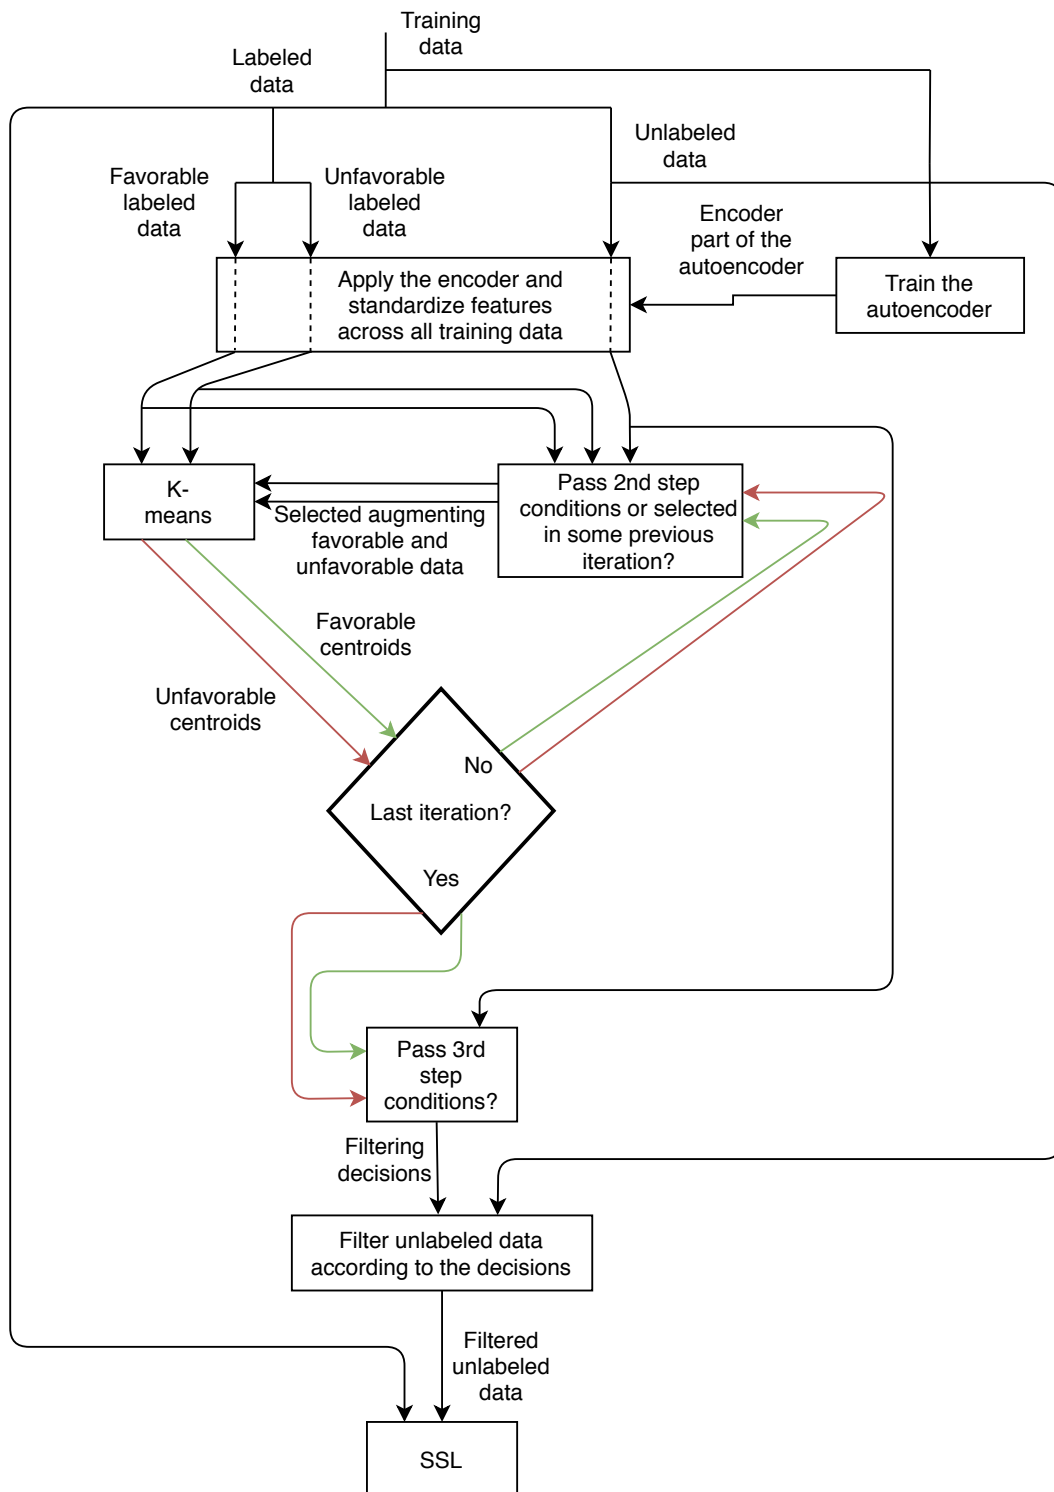 Training
data
Labeled
data
Unlabeled
data
Favorable
labeled
data
Unfavorable
labeled
data
Encoder
part of the
autoencoder
Apply the encoder and
standardize features
across all training data
Train the
autoencoder
K-
means
Selected augmenting
favorable and
unfavorable data
Pass 2nd step
conditions or selected
in some previous
iteration?
Favorable
centroids
Unfavorable
centroids
No
Last iteration?
Yes
Pass 3rd
step
conditions?
Filtering
decisions
Filter unlabeled data
according to the decisions
Filtered
unlabeled
data
SSL